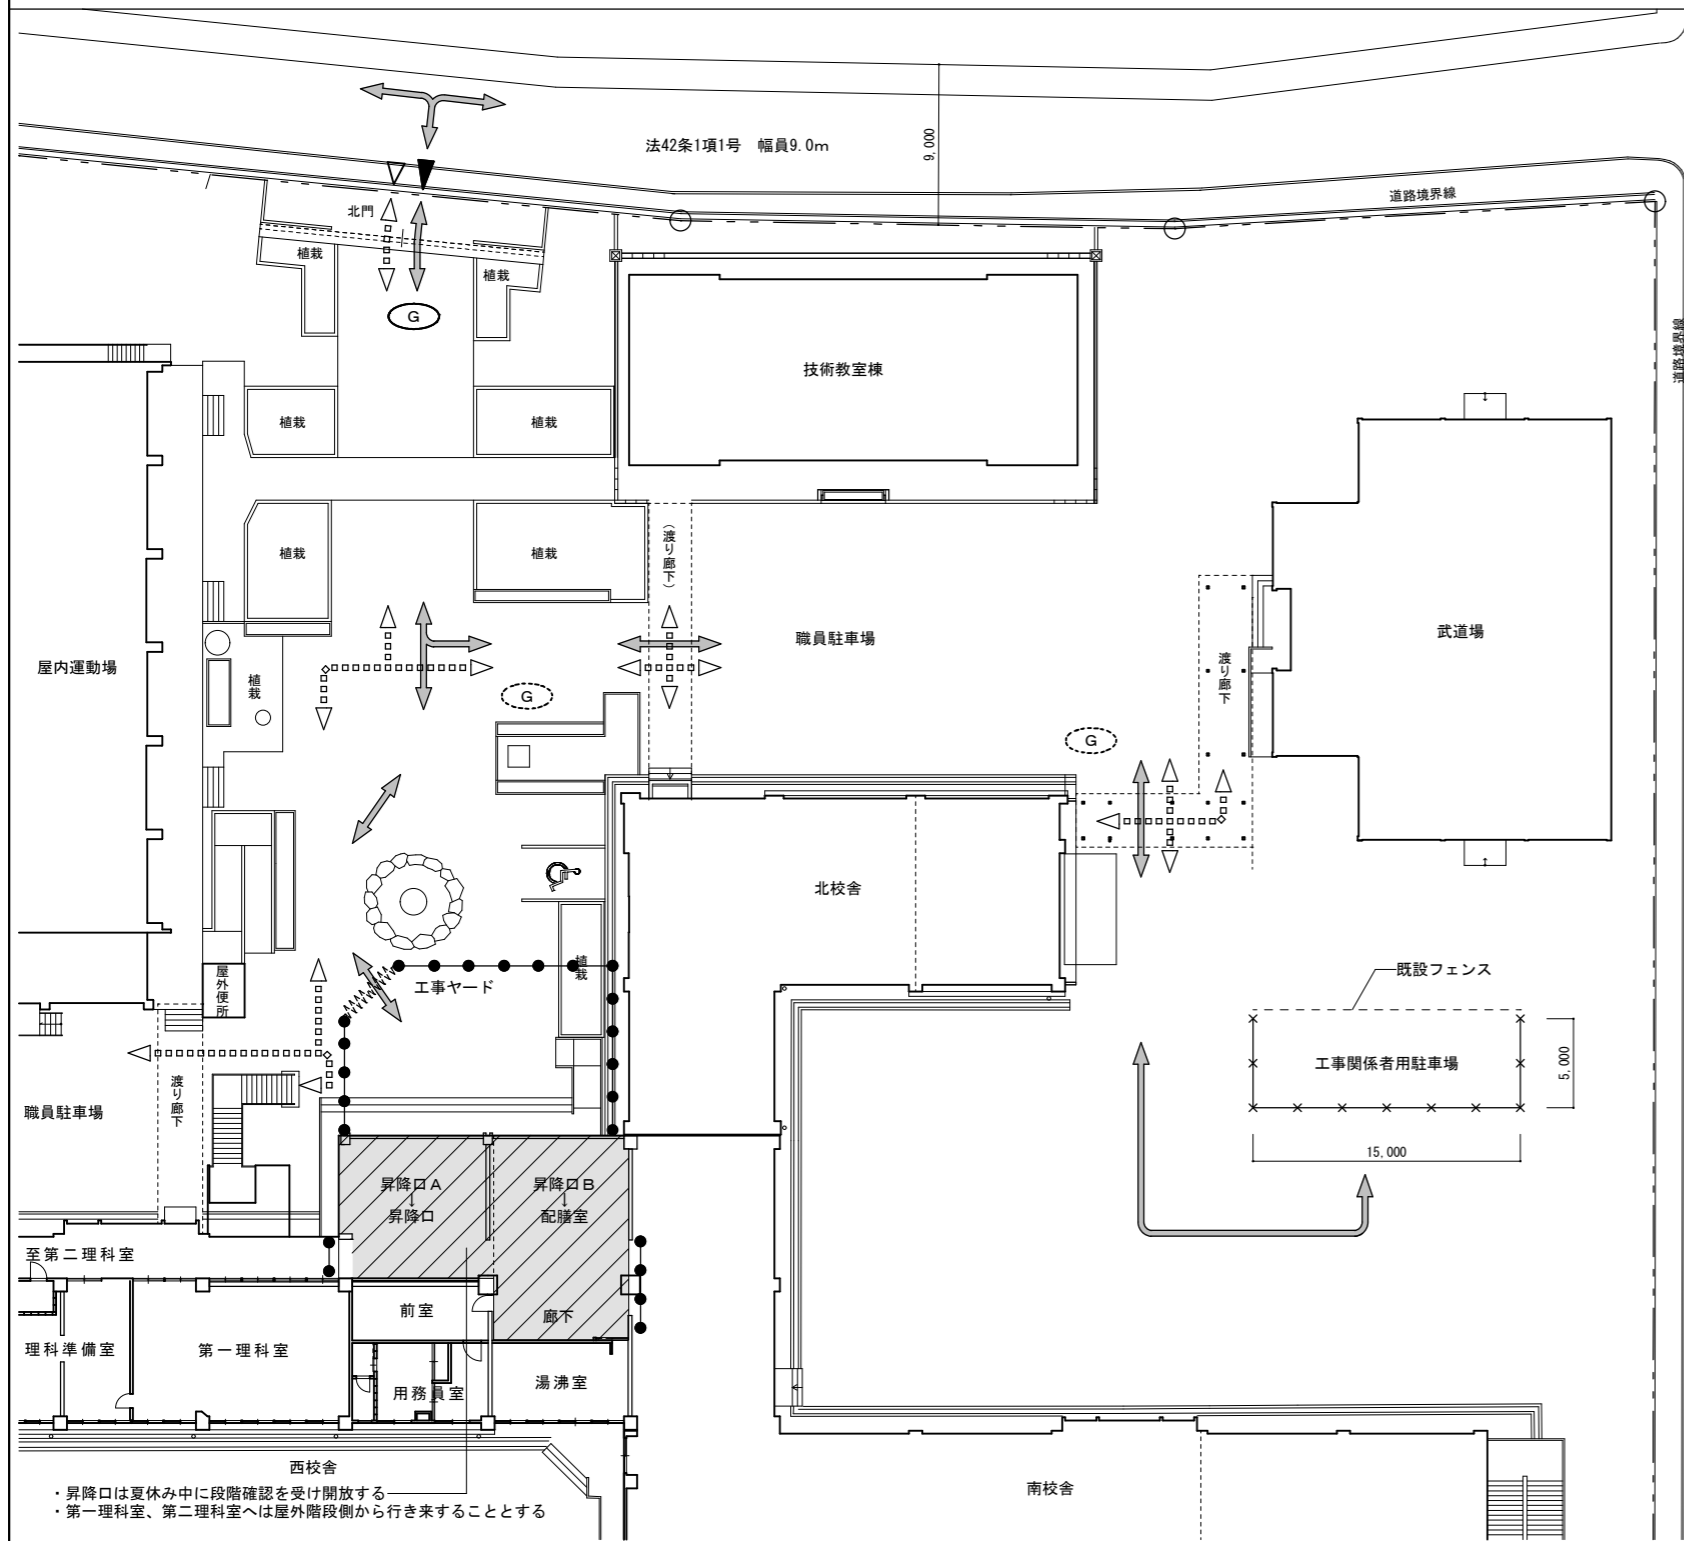 法42条1項1号　幅員9.0m
9,000
道路境界線
道路境界線
北門
植栽
植栽
G
技術教室棟
植栽
植栽
植栽
植栽
(渡り廊下)
職員駐車場
武道場
屋内運動場
植栽
渡り廊下
G
G
北校舎
植栽
屋外便所
工事ヤード
既設フェンス
工事関係者用駐車場
5,000
15,000
渡り廊下
職員駐車場
昇降口A
↓
昇降口
昇降口B
↓
配膳室
至第二理科室
前室
廊下
理科準備室
第一理科室
用務員室
湯沸室
西校舎
南校舎
・昇降口は夏休み中に段階確認を受け開放する
・第一理科室、第二理科室へは屋外階段側から行き来することとする